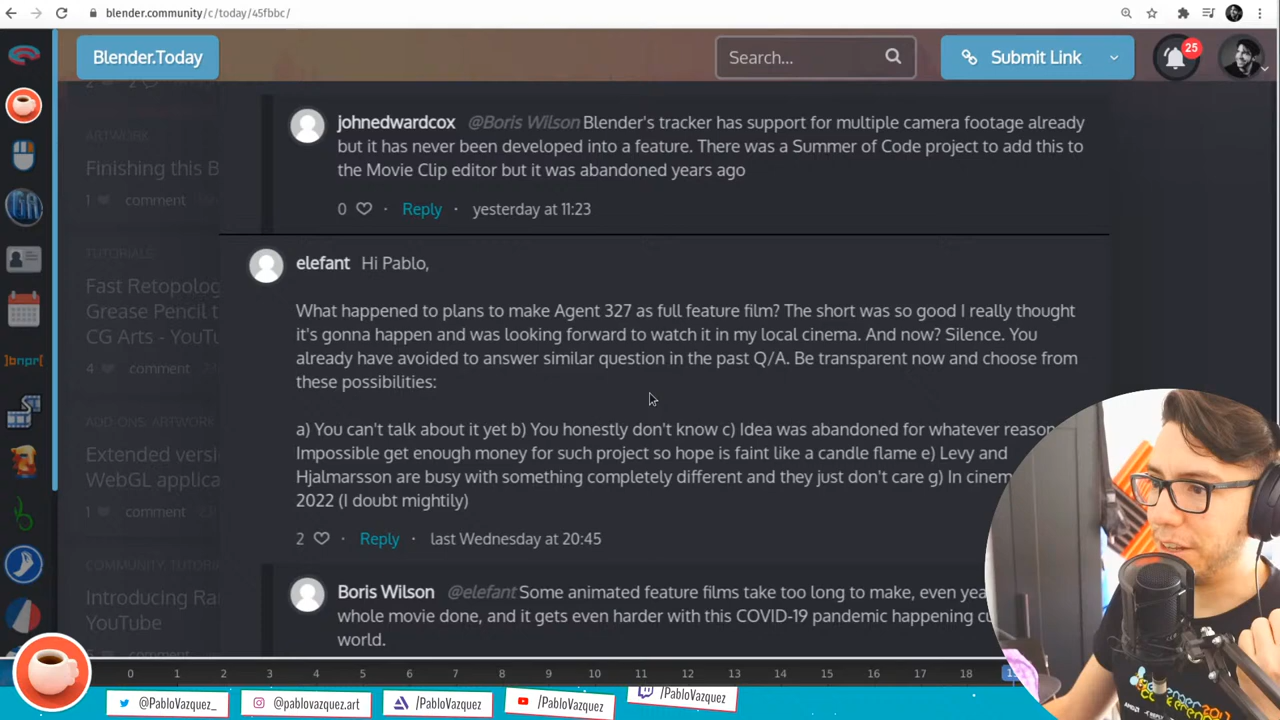 blender.community/c/today/45fbbc/
Blender.Today
Search...
Submit Link
25
johnedwardcox @Boris Wilson Blender's tracker has support for multiple camera footage already
but it has never been developed into a feature. There was a Summer of Code project to add this to
the Movie Clip editor but it was abandoned years ago
0 · Reply · yesterday at 11:23
ARTWORK
Finishing this B
1 comment
TUTORIALS
Fast Retopolog
Grease Pencil t
CG Arts - YouTu
4 comment
ADD-ONS, ARTWORK
Extended versi
WebGL applica
1 comment
COMMUNITY, TUTORI
Introducing Ra
YouTube
elefant Hi Pablo,
What happened to plans to make Agent 327 as full feature film? The short was so good I really thought
it's gonna happen and was looking forward to watch it in my local cinema. And now? Silence. You
already have avoided to answer similar question in the past Q/A. Be transparent now and choose from
these possibilities:
a) You can't talk about it yet b) You honestly don't know c) Idea was abandoned for whatever reason
Impossible get enough money for such project so hope is faint like a candle flame e) Levy and
Hjalmarsson are busy with something completely different and they just don't care g) In cinem
2022 (I doubt mightily)
2 · Reply · last Wednesday at 20:45
Boris Wilson @elefant Some animated feature films take too long to make, even yea
whole movie done, and it gets even harder with this COVID-19 pandemic happening cu
world.
bnpr
0 1 2 3 4 5 6 7 8 9 10 11 12 13 14 15 16 17 18
@PabloVazquez_
@pablovazquez.art
/PabloVazquez
/PabloVazquez
/PabloVazquez